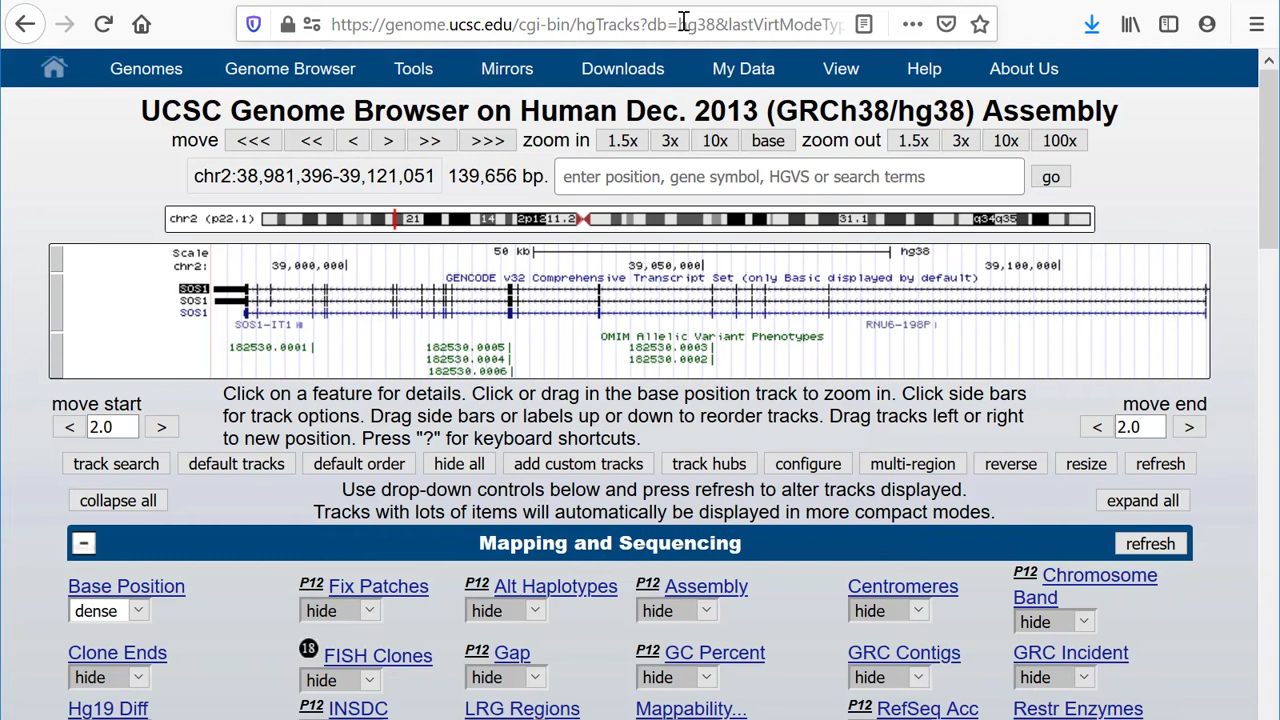 https://genome.ucsc.edu/cgi-bin/hgTracks?db=hg38&lastVirtModeTyp
Genomes Genome Browser Tools Mirrors Downloads My Data View Help About Us
UCSC Genome Browser on Human Dec. 2013 (GRCh38/hg38) Assembly
move <<< << < > >> >>> zoom in 1.5x 3x 10x base zoom out 1.5x 3x 10x 100x
chr2:38,981,396-39,121,051 139,656 bp. enter position, gene symbol, HGVS or search terms go
chr2 (p22.1) 21 14 2p12 11.2 31.1 q34 q35
Scale 50 kb hg38
chr2: 39,000,000 39,050,000 39,100,000
GENCODE v32 Comprehensive Transcript Set (only Basic displayed by default)
SOS1
SOS1
SOS1
SOS1-IT1 RNU6-198P
OMIM Allelic Variant Phenotypes
182530.0001 182530.0005 182530.0003
182530.0004 182530.0002
182530.0006
move start Click on a feature for details. Click or drag in the base position track to zoom in. Click side bars move end
< 2.0 > for track options. Drag side bars or labels up or down to reorder tracks. Drag tracks left or right < 2.0 >
to new position. Press "?" for keyboard shortcuts.
track search default tracks default order hide all add custom tracks track hubs configure multi-region reverse resize refresh
collapse all Use drop-down controls below and press refresh to alter tracks displayed. expand all
Tracks with lots of items will automatically be displayed in more compact modes.
- Mapping and Sequencing refresh
Base Position P12 Fix Patches P12 Alt Haplotypes P12 Assembly Centromeres P12 Chromosome Band
dense hide hide hide hide hide
Clone Ends 18 FISH Clones P12 Gap P12 GC Percent GRC Contigs GRC Incident
hide hide hide hide hide hide
Hg19 Diff P12 INSDC LRG Regions Mappability... P12 RefSeq Acc Restr Enzymes